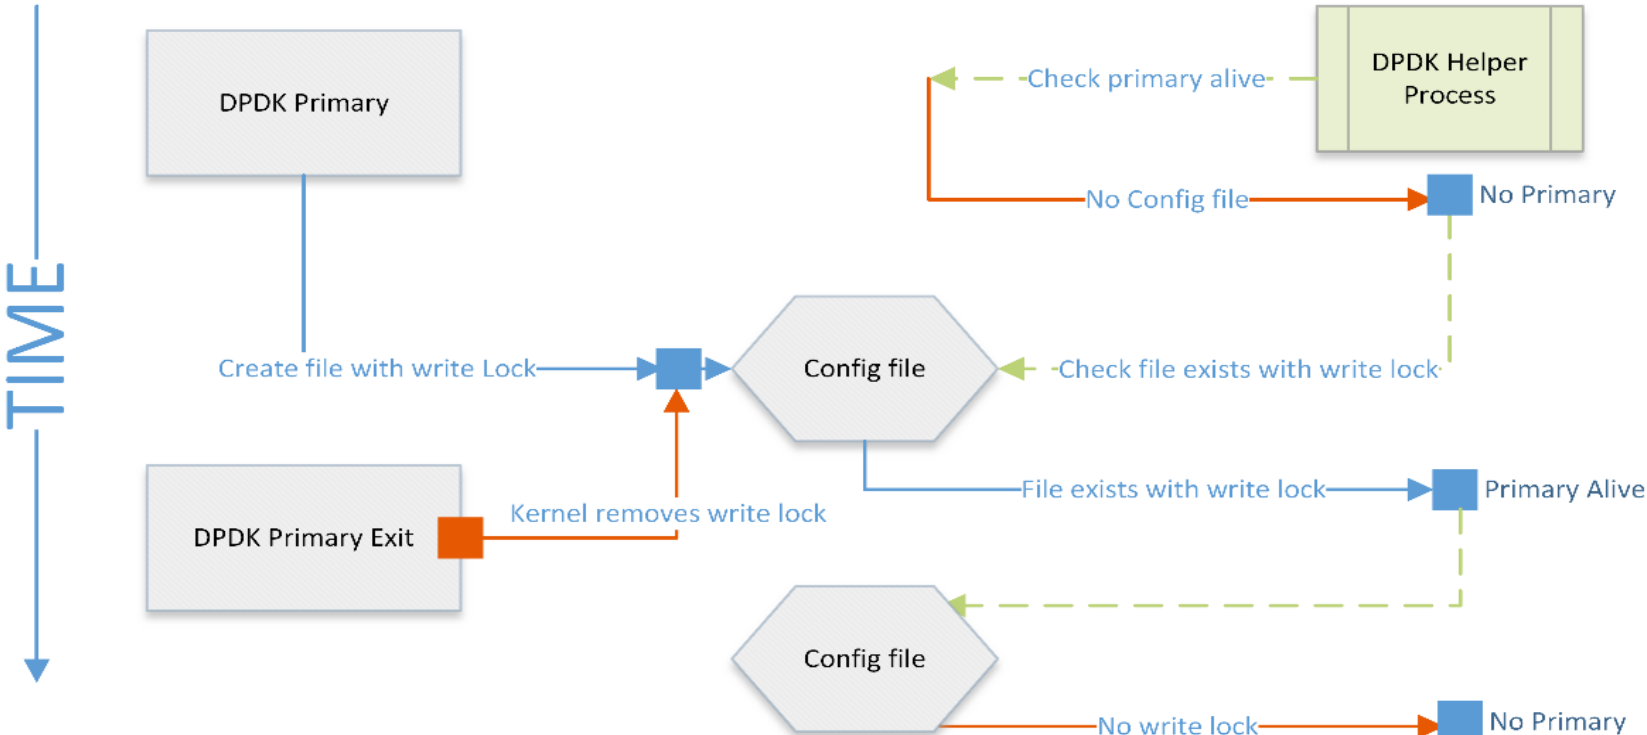 TIME
DPDK Primary
DPDK Helper
Process
Check primary alive
No Config file
No Primary
Create file with write Lock
Config file
Check file exists with write lock
File exists with write lock
Primary Alive
Kernel removes write lock
DPDK Primary Exit
Config file
No write lock
No Primary